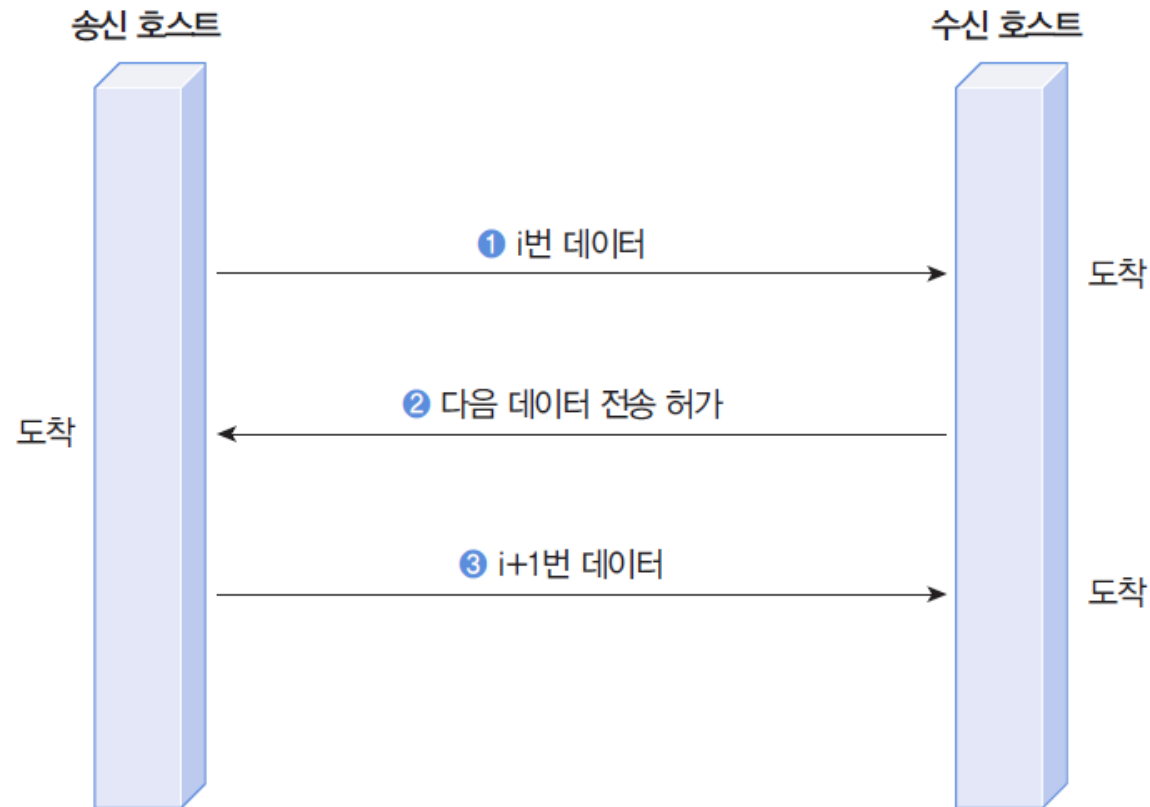 송신 호스트
수신 호스트
❶ i번 데이터
도착
❷ 다음 데이터 전송 허가
도착
❸ i+1번 데이터
도착